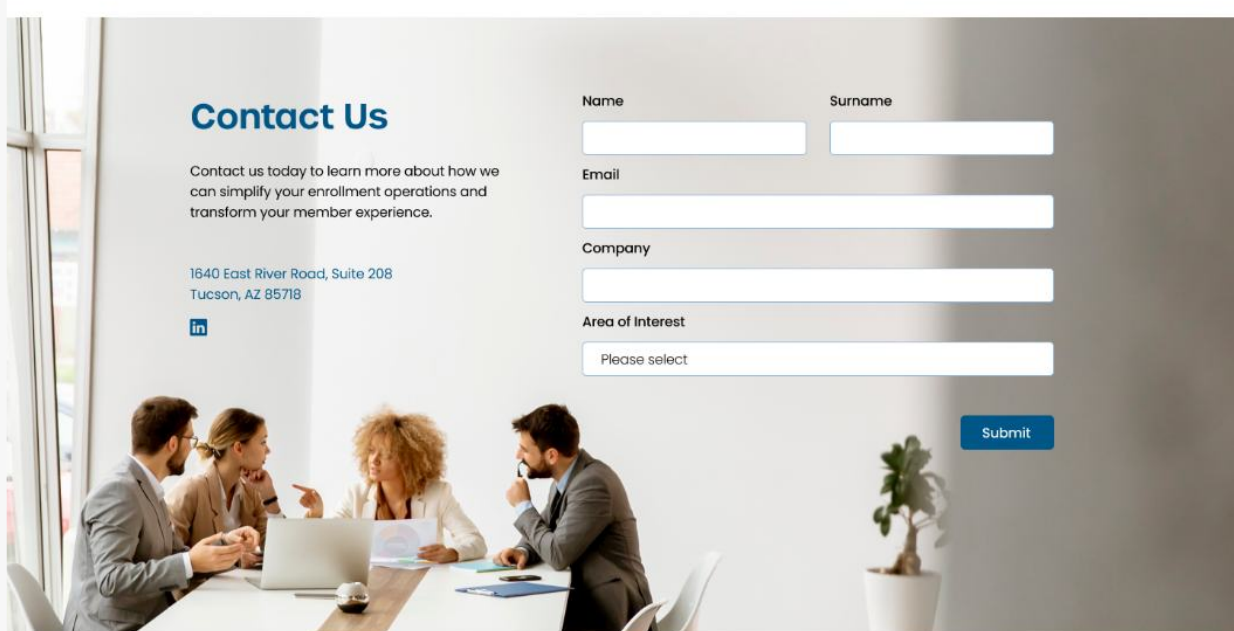 Contact Us
Contact us today to learn more about how we
can simplify your enrollment operations and
transform your member experience.
1640 East River Road, Suite 208
Tucson, AZ 85718
in
Name
Surname
Email
Company
Area of Interest
Please select
Submit